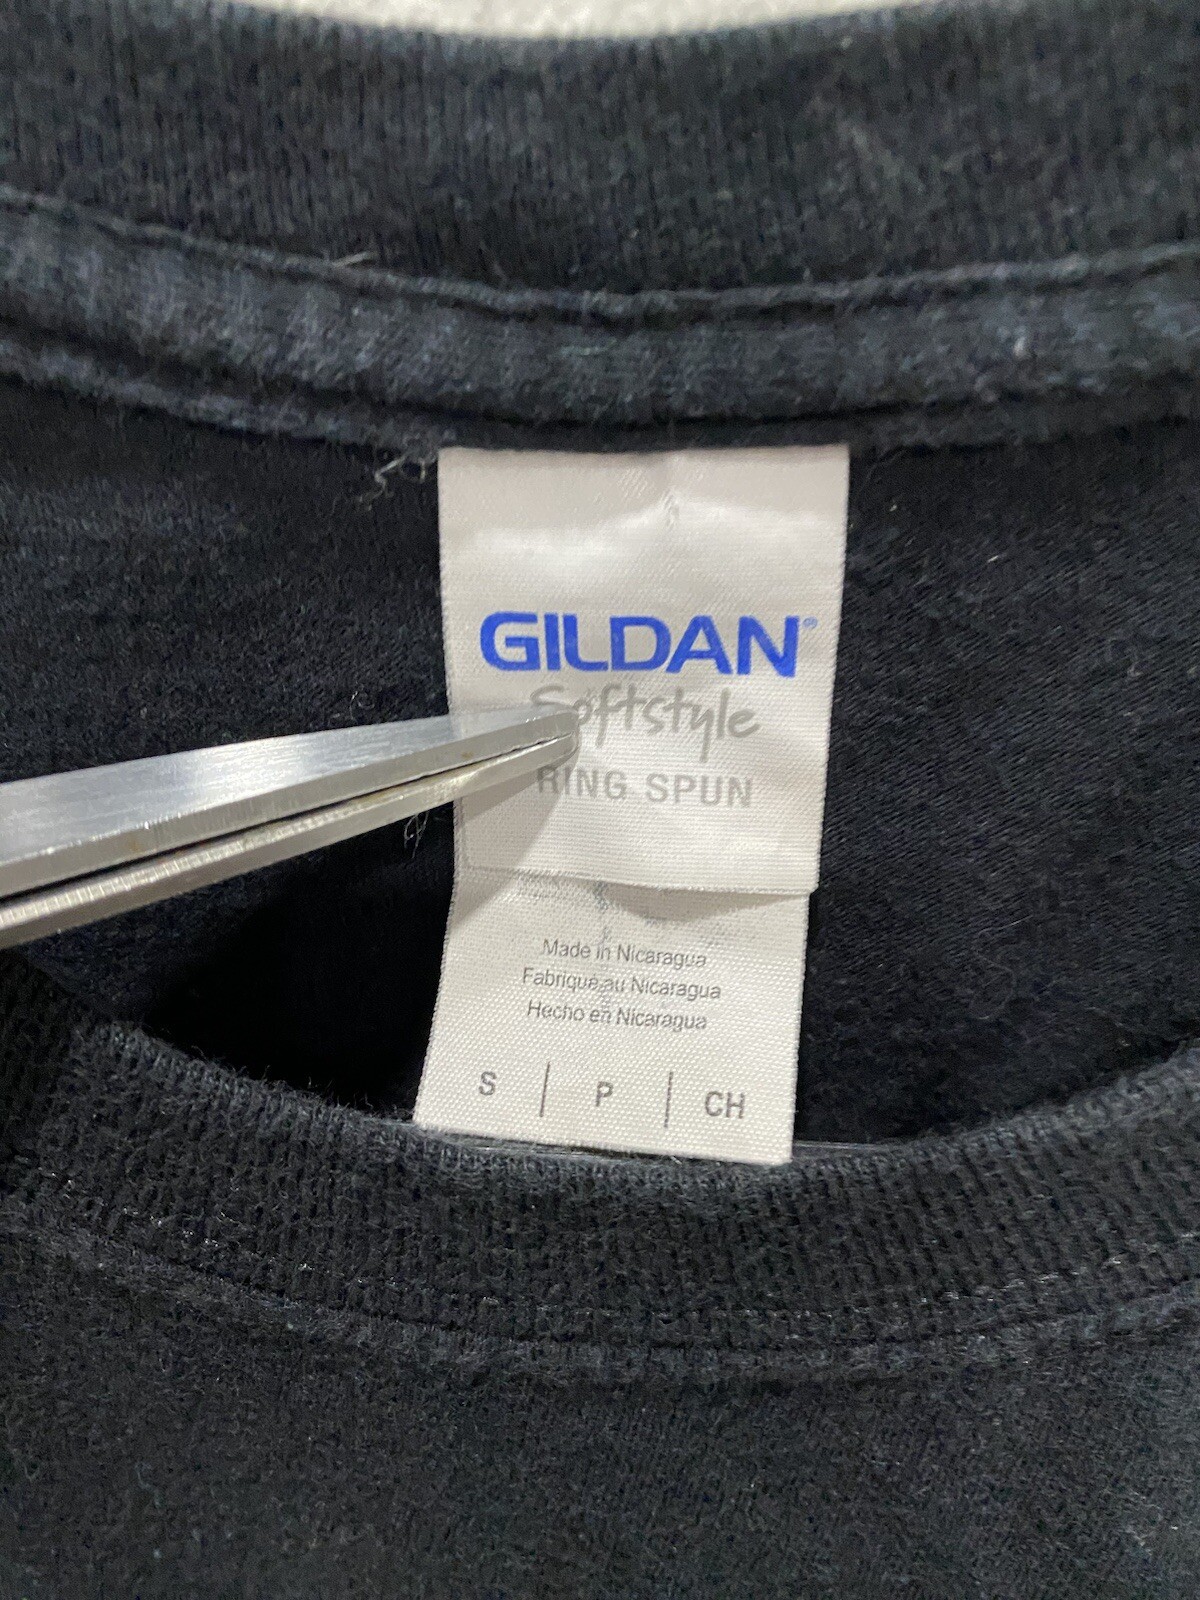 GILDAN®
Softstyle
RING SPUN
Made in Nicaragua
Fabriqué au Nicaragua
Hecho en Nicaragua
S | P | CH